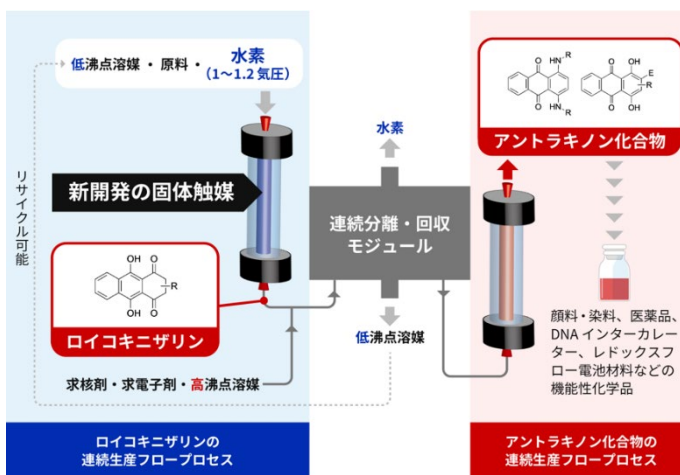 低沸点溶媒 ・ 原料 ・ 水素
（1〜1.2 気圧）
リサイクル可能
新開発の固体触媒
OH O
R
OH O
ロイコキニザリン
求核剤・求電子剤・高沸点溶媒
水素
連続分離・回収
モジュール
低沸点溶媒
O HN-R
O HN-R
O OH
E
R
O OH
アントラキノン化合物
顔料・染料、医薬品、
DNA インターカレー
ター、レドックスフ
ロー電池材料などの
機能性化学品
ロイコキニザリンの
連続生産フロープロセス
アントラキノン化合物の
連続生産フロープロセス